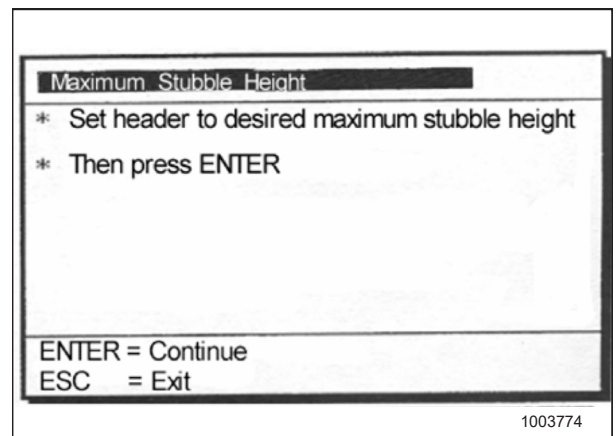 Maximum Stubble Height
* Set header to desired maximum stubble height
* Then press ENTER
ENTER = Continue
ESC = Exit
1003774